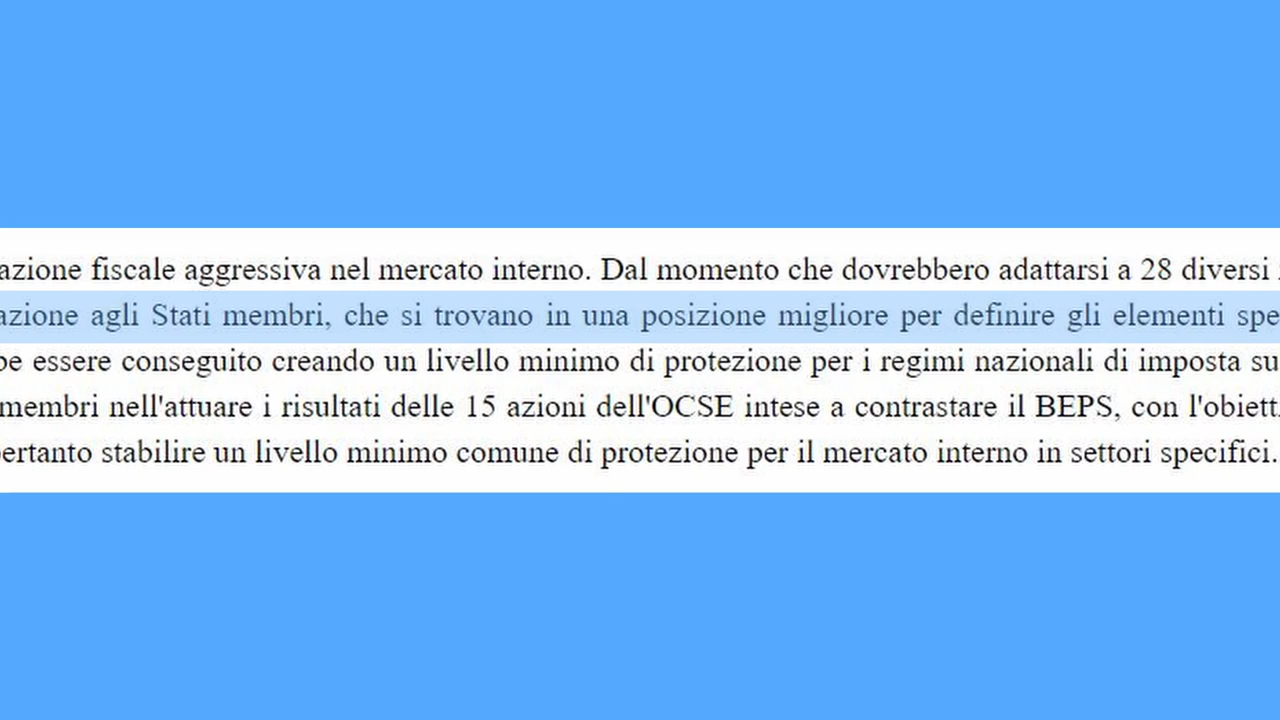 azione fiscale aggressiva nel mercato interno. Dal momento che dovrebbero adattarsi a 28 diversi
azione agli Stati membri, che si trovano in una posizione migliore per definire gli elementi spe
be essere conseguito creando un livello minimo di protezione per i regimi nazionali di imposta su
membri nell'attuare i risultati delle 15 azioni dell'OCSE intese a contrastare il BEPS, con l'obietti
pertanto stabilire un livello minimo comune di protezione per il mercato interno in settori specifici.